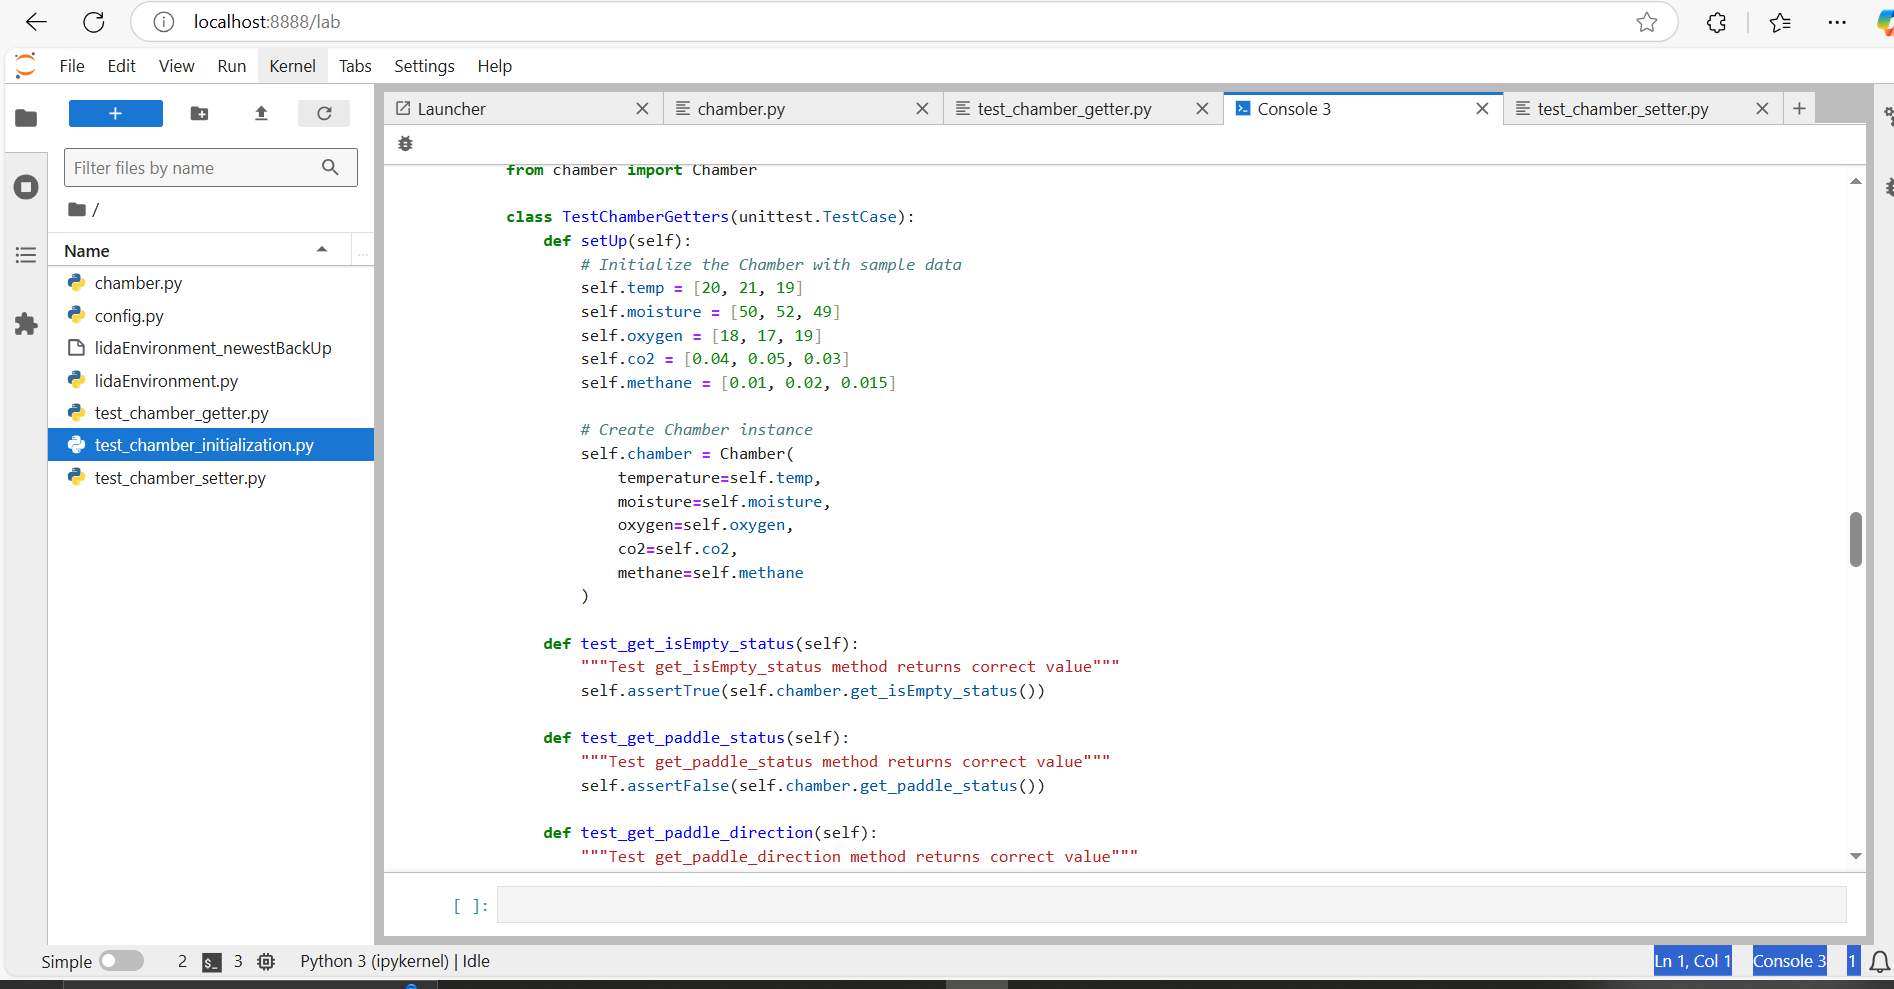 localhost:8888/lab
File Edit View Run Kernel Tabs Settings Help
Launcher
chamber.py
test_chamber_getter.py
Console 3
test_chamber_setter.py
Filter files by name
/
Name
...
chamber.py
config.py
lidaEnvironment_newestBackUp
lidaEnvironment.py
test_chamber_getter.py
test_chamber_initialization.py
test_chamber_setter.py
from chamber import Chamber
class TestChamberGetters(unittest.TestCase):
def setUp(self):
# Initialize the Chamber with sample data
self.temp = [20, 21, 19]
self.moisture = [50, 52, 49]
self.oxygen = [18, 17, 19]
self.co2 = [0.04, 0.05, 0.03]
self.methane = [0.01, 0.02, 0.015]
# Create Chamber instance
self.chamber = Chamber(
temperature=self.temp,
moisture=self.moisture,
oxygen=self.oxygen,
co2=self.co2,
methane=self.methane
)
def test_get_isEmpty_status(self):
"""Test get_isEmpty_status method returns correct value"""
self.assertTrue(self.chamber.get_isEmpty_status())
def test_get_paddle_status(self):
"""Test get_paddle_status method returns correct value"""
self.assertFalse(self.chamber.get_paddle_status())
def test_get_paddle_direction(self):
"""Test get_paddle_direction method returns correct value"""
[ ]:
Simple 2 $_ 3 Python 3 (ipykernel) | Idle
Ln 1, Col 1 Console 3 1